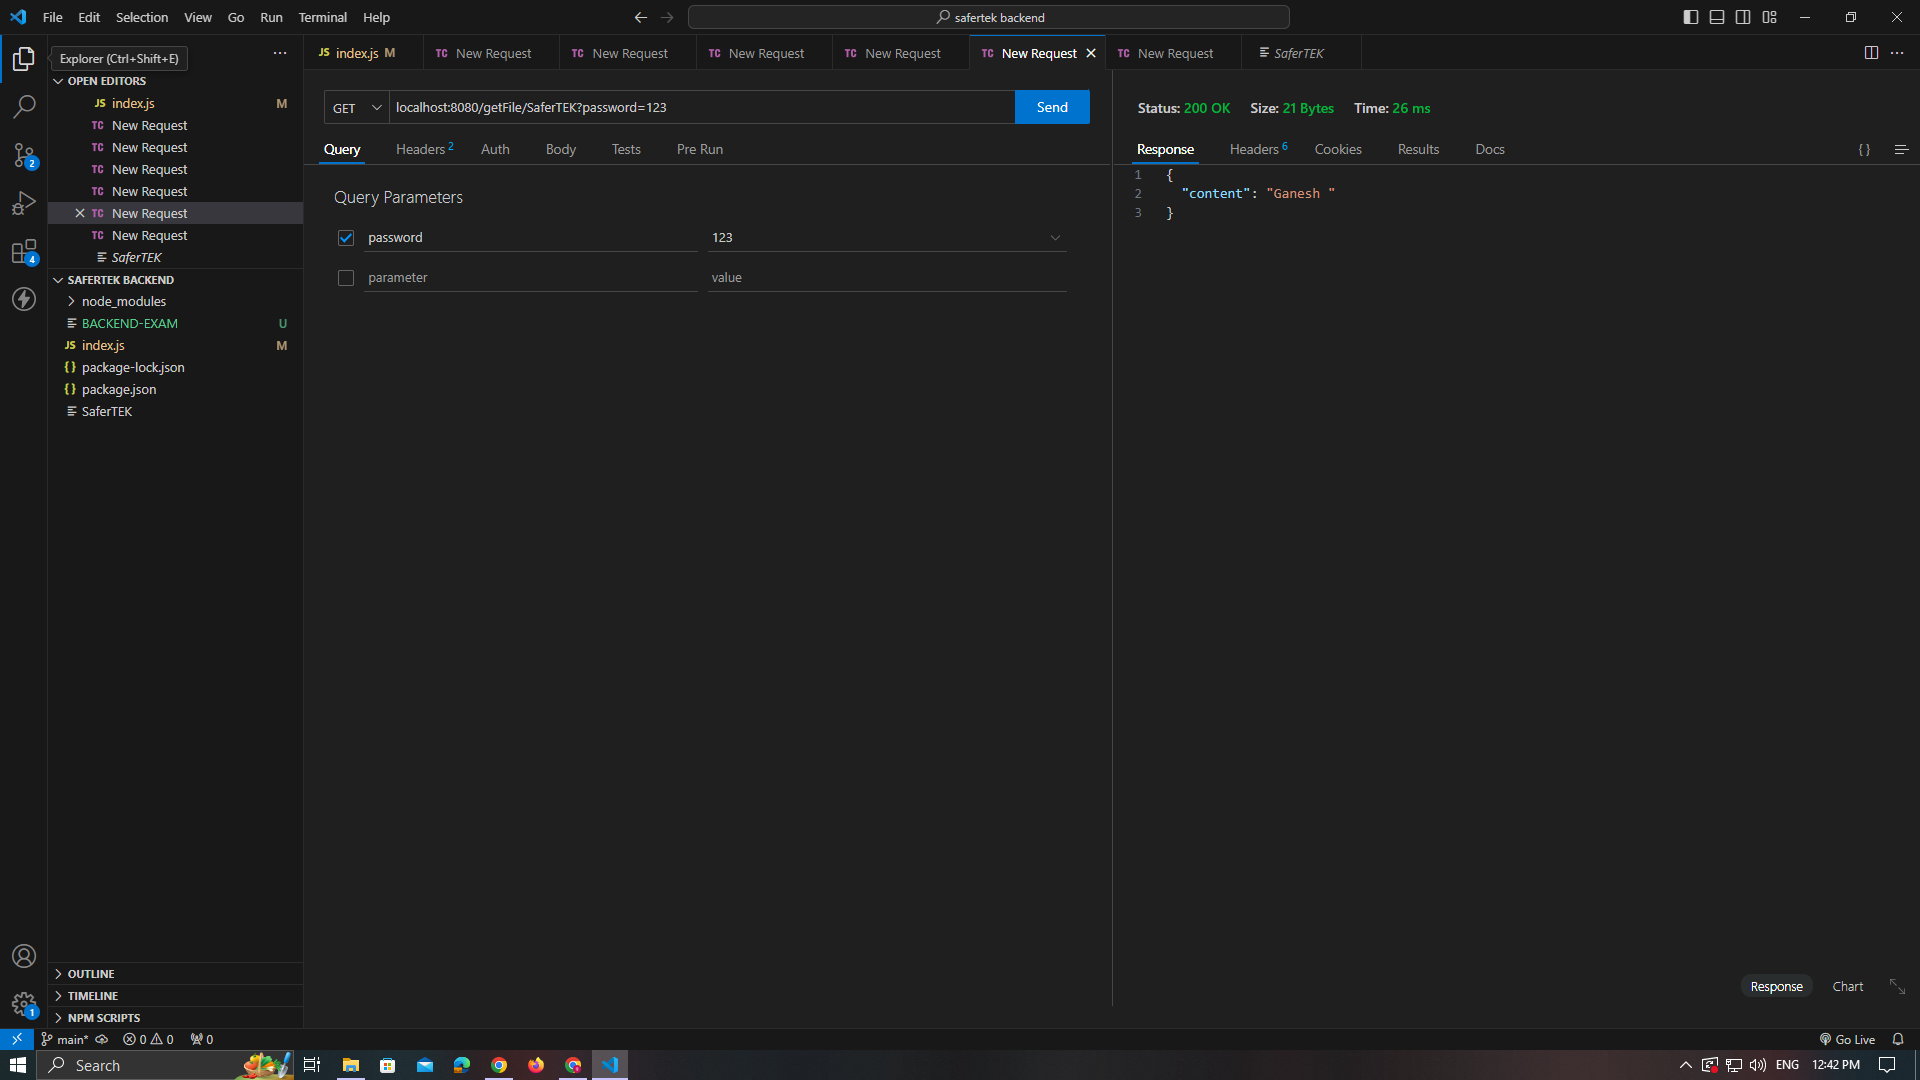 File Edit Selection View Go Run Terminal Help
safertek backend
Explorer (Ctrl+Shift+E)
OPEN EDITORS
JS index.js M
TC New Request
TC New Request
TC New Request
TC New Request
TC New Request
TC New Request
SaferTEK
SAFERTEK BACKEND
node_modules
BACKEND-EXAM U
JS index.js M
{} package-lock.json
{} package.json
SaferTEK
OUTLINE
TIMELINE
NPM SCRIPTS
2
4
1
JS index.js M TC New Request TC New Request TC New Request TC New Request TC New Request TC New Request SaferTEK
GET localhost:8080/getFile/SaferTEK?password=123 Send
Query Headers 2 Auth Body Tests Pre Run
Query Parameters
password 123
parameter value
Status: 200 OK Size: 21 Bytes Time: 26 ms
Response Headers 6 Cookies Results Docs {}
1 {
2 "content": "Ganesh "
3 }
Response Chart
main* 0 0 0 Go Live
Search ENG 12:42 PM